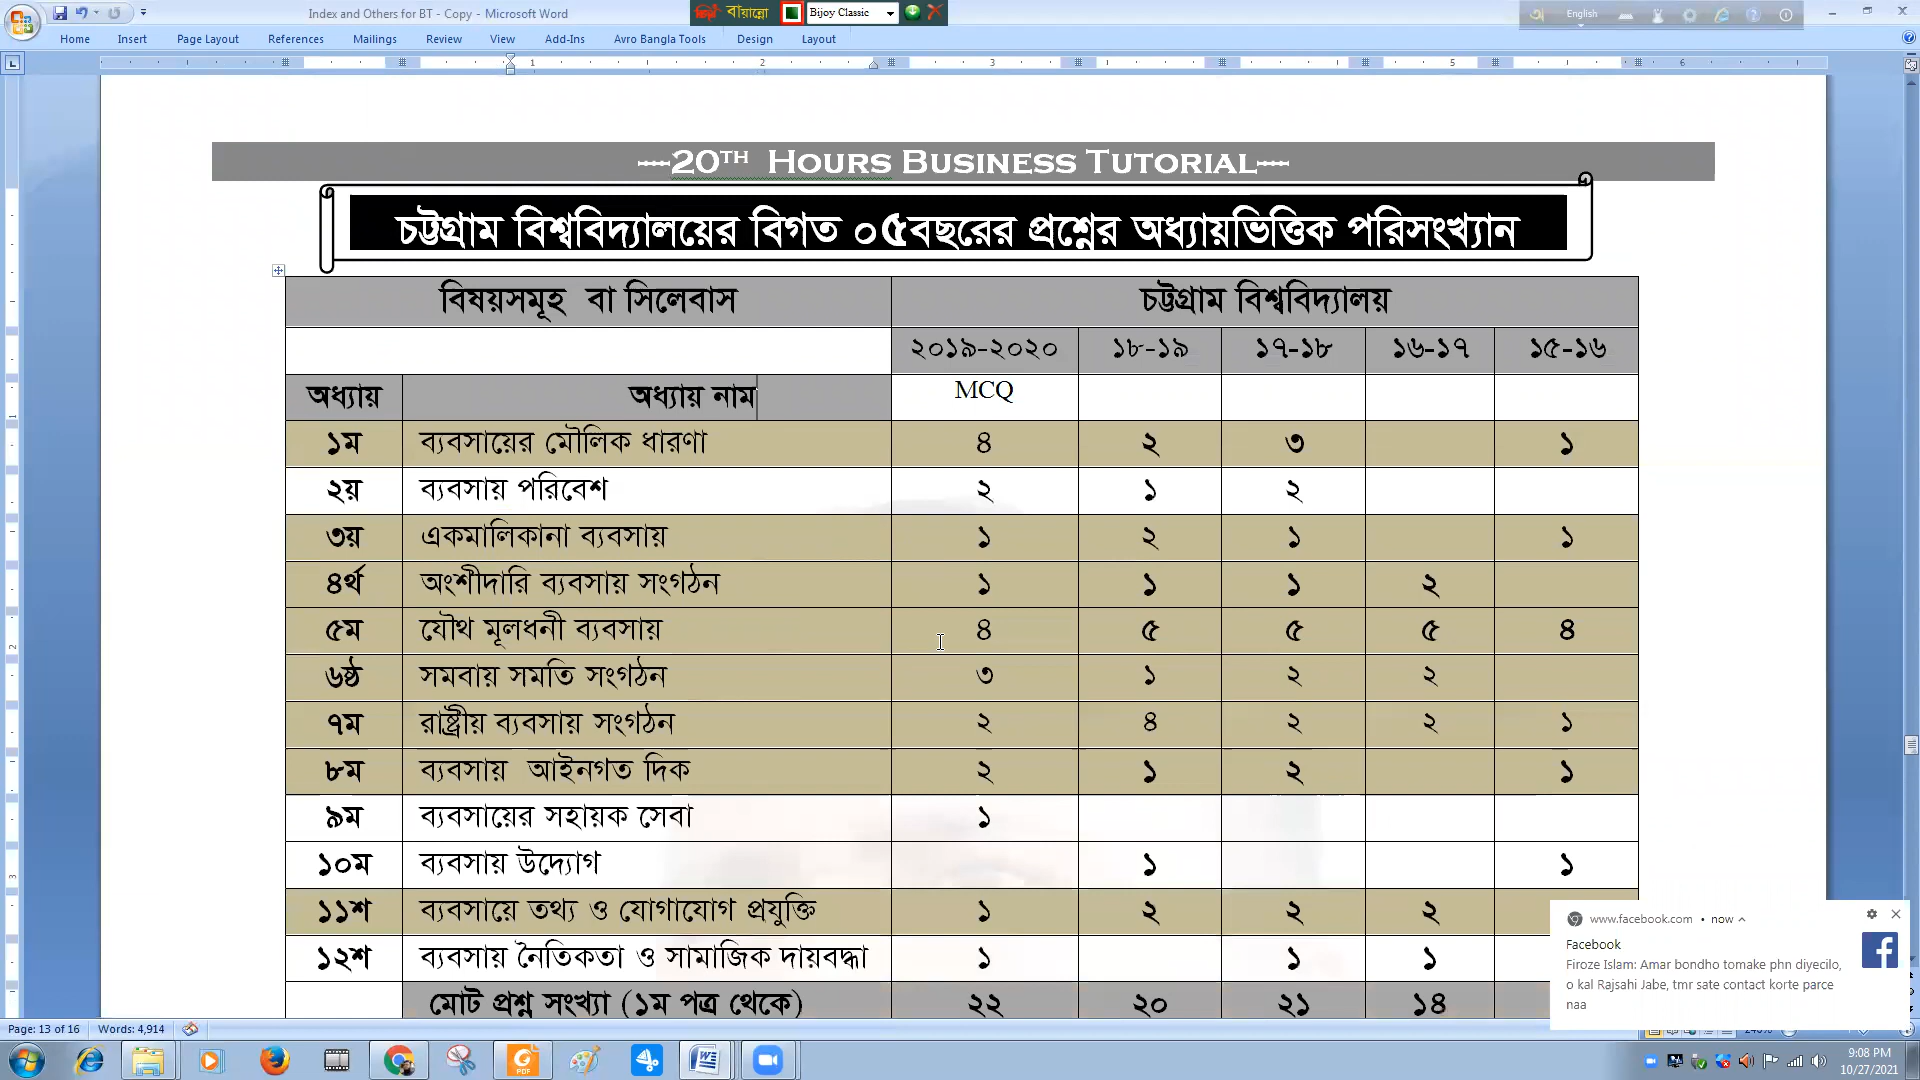 Index and Others for BT - Copy - Microsoft Word
বায়ান্নো
Bijoy Classic
English
Home Insert Page Layout References Mailings Review View Add-Ins Avro Bangla Tools Design Layout
----20TH HOURS BUSINESS TUTORIAL----
চট্টগ্রাম বিশ্ববিদ্যালয়ের বিগত ০৫বছরের প্রশ্নের অধ্যায়ভিত্তিক পরিসংখ্যান
বিষয়সমূহ বা সিলেবাস চট্টগ্রাম বিশ্ববিদ্যালয়
২০১৯-২০২০ ১৮-১৯ ১৭-১৮ ১৬-১৭ ১৫-১৬
অধ্যায় অধ্যায় নাম MCQ
১ম ব্যবসায়ের মৌলিক ধারণা ৪ ২ ৩ ১
২য় ব্যবসায় পরিবেশ ২ ১ ২
৩য় একমালিকানা ব্যবসায় ১ ২ ১ ১
৪র্থ অংশীদারি ব্যবসায় সংগঠন ১ ১ ১ ২
৫ম যৌথ মূলধনী ব্যবসায় ৪ ৫ ৫ ৫ ৪
৬ষ্ঠ সমবায় সমতি সংগঠন ৩ ১ ২ ২
৭ম রাষ্ট্রীয় ব্যবসায় সংগঠন ২ ৪ ২ ২ ১
৮ম ব্যবসায় আইনগত দিক ২ ১ ২ ১
৯ম ব্যবসায়ের সহায়ক সেবা ১
১০ম ব্যবসায় উদ্যোগ ১ ১
১১শ ব্যবসায়ে তথ্য ও যোগাযোগ প্রযুক্তি ১ ২ ২ ২
১২শ ব্যবসায় নৈতিকতা ও সামাজিক দায়বদ্ধা ১ ১ ১
মোট প্রশ্ন সংখ্যা (১ম পত্র থেকে) ২২ ২০ ২১ ১৪
www.facebook.com • now
Facebook
Firoze Islam: Amar bondho tomake phn diyecilo,
o kal Rajsahi Jabe, tmr sate contact korte parce
naa
Page: 13 of 16 Words: 4,914
9:08 PM
10/27/2021